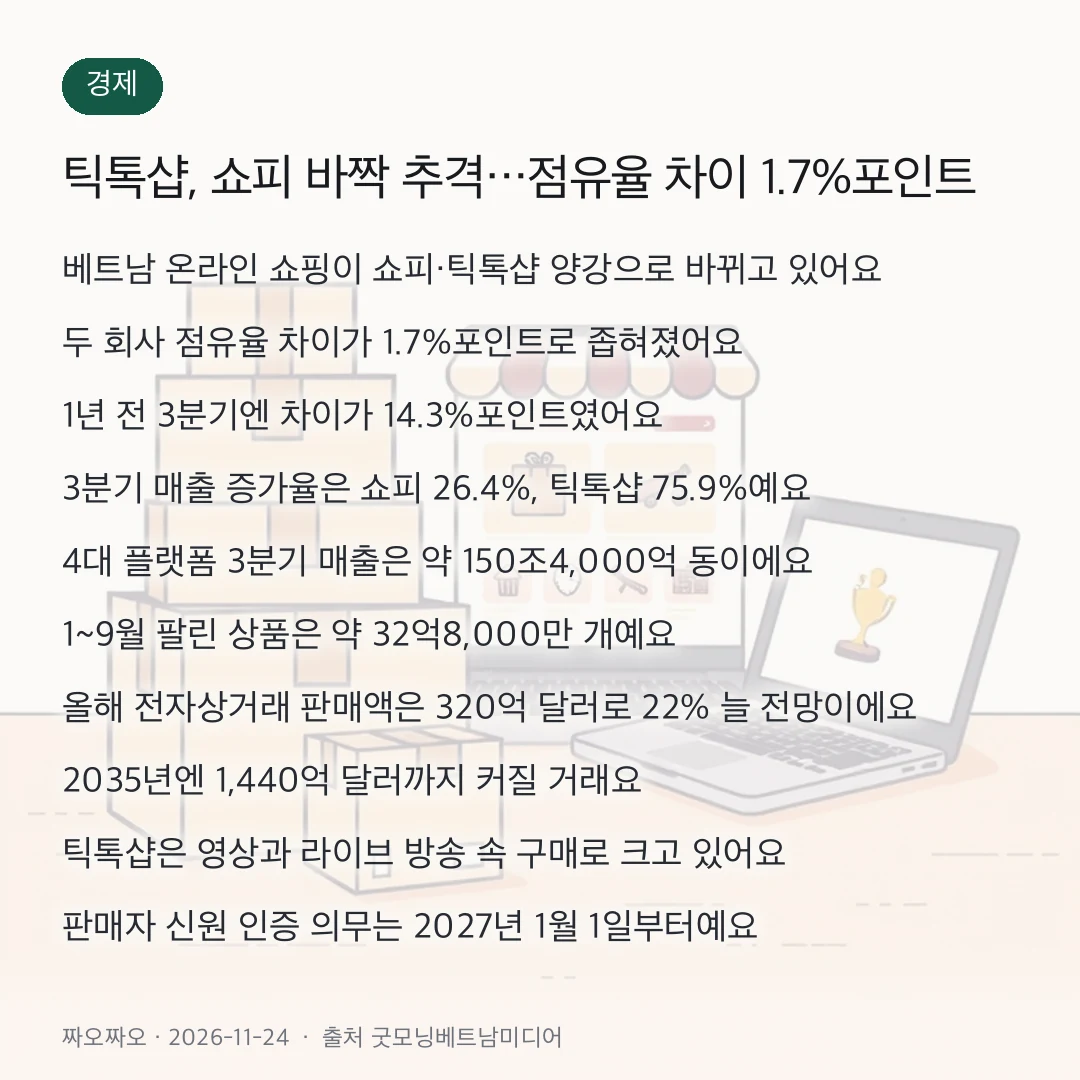 경제
틱톡샵, 쇼피 바짝 추격…점유율 차이 1.7%포인트
베트남 온라인 쇼핑이 쇼피·틱톡샵 양강으로 바뀌고 있어요
두 회사 점유율 차이가 1.7%포인트로 좁혀졌어요
1년 전 3분기엔 차이가 14.3%포인트였어요
3분기 매출 증가율은 쇼피 26.4%, 틱톡샵 75.9%예요
4대 플랫폼 3분기 매출은 약 150조4,000억 동이에요
1~9월 팔린 상품은 약 32억8,000만 개예요
올해 전자상거래 판매액은 320억 달러로 22% 늘 전망이에요
2035년엔 1,440억 달러까지 커질 거래요
틱톡샵은 영상과 라이브 방송 속 구매로 크고 있어요
판매자 신원 인증 의무는 2027년 1월 1일부터예요
짜오짜오 · 2026-11-24 · 출처 굿모닝베트남미디어